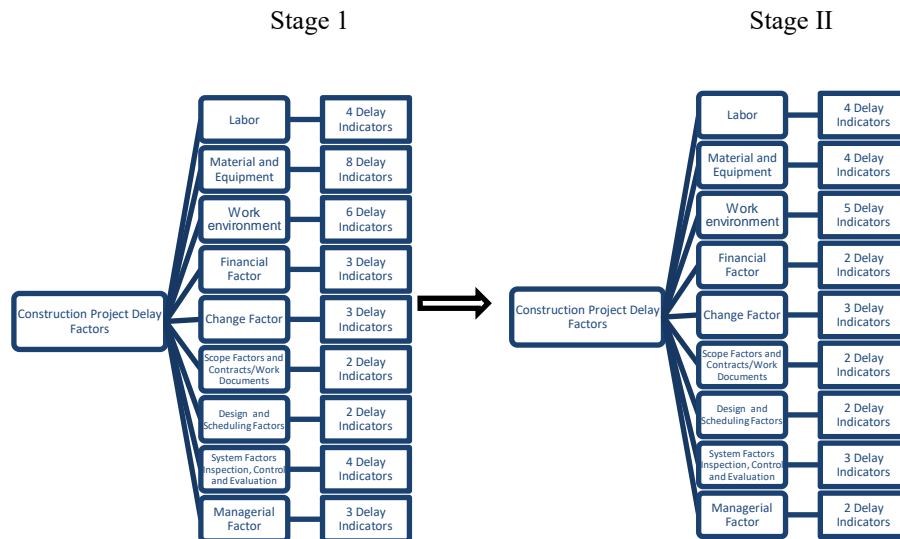 Stage 1
Construction Project Delay
Factors
Labor
4 Delay
Indicators
Material and
Equipment
8 Delay
Indicators
Work
environment
6 Delay
Indicators
Financial
Factor
3 Delay
Indicators
Change Factor
3 Delay
Indicators
Scope Factors and
Contracts/Work
Documents
2 Delay
Indicators
Design and
Scheduling Factors
2 Delay
Indicators
System Factors
Inspection, Control
and Evaluation
4 Delay
Indicators
Managerial
Factor
3 Delay
Indicators
Stage II
Construction Project Delay
Factors
Labor
4 Delay
Indicators
Material and
Equipment
4 Delay
Indicators
Work
environment
5 Delay
Indicators
Financial
Factor
2 Delay
Indicators
Change Factor
3 Delay
Indicators
Scope Factors and
Contracts/Work
Documents
2 Delay
Indicators
Design and
Scheduling Factors
2 Delay
Indicators
System Factors
Inspection, Control
and Evaluation
3 Delay
Indicators
Managerial
Factor
2 Delay
Indicators